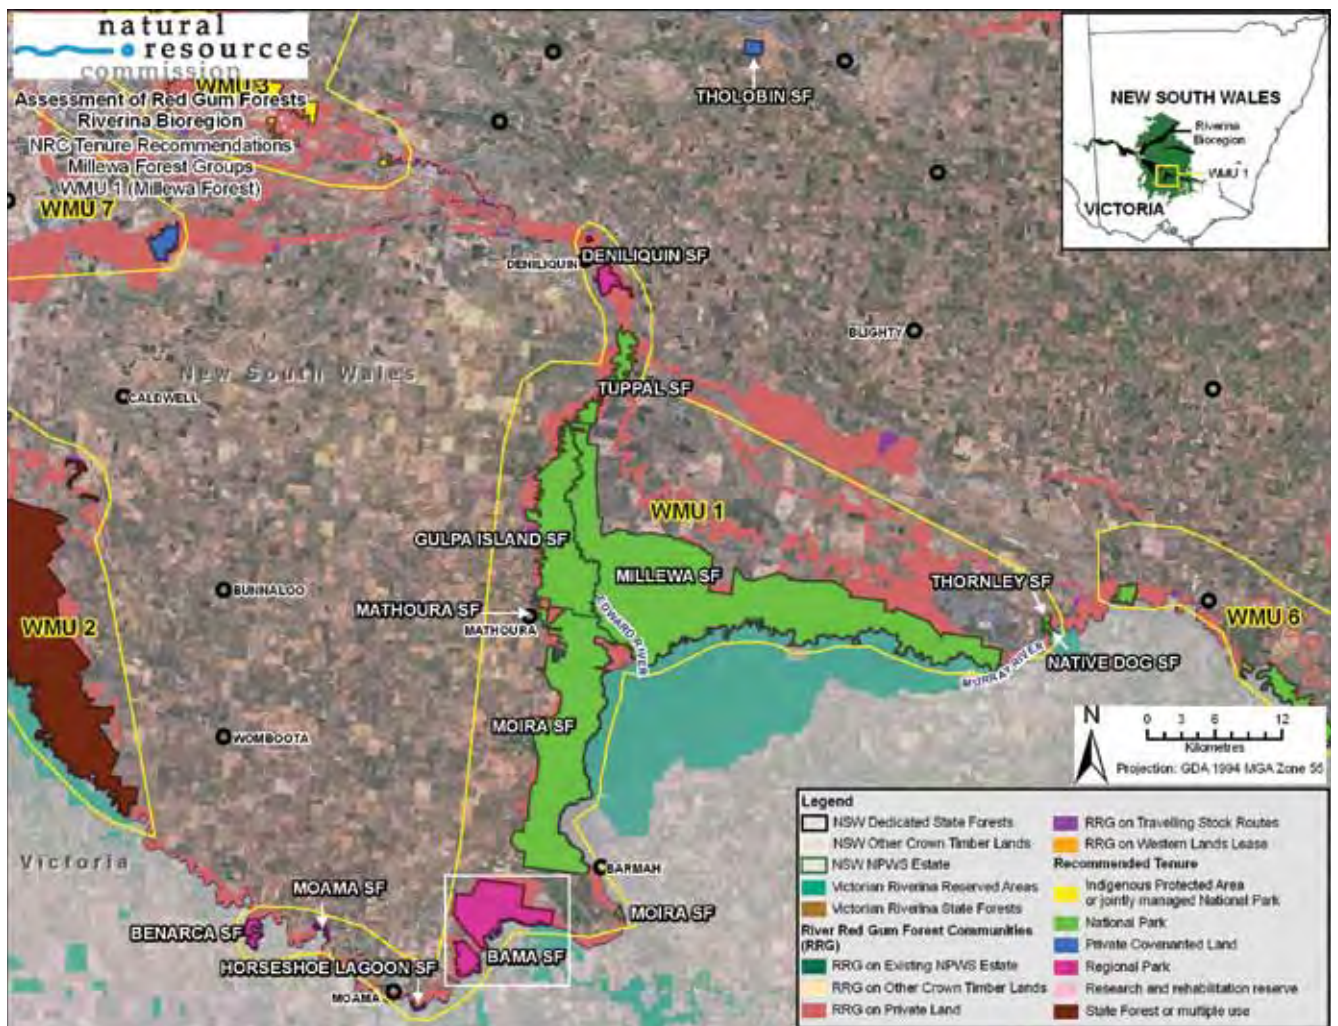 natural
resources
commission
WMU 3
Assessment of Red Gum Forests
Riverina Bioregion
NRC Tenure Recommendations
Millewa Forest Groups
WMU 1 (Millewa Forest)
WMU 7
THOLOBIN SF
NEW SOUTH WALES
Riverina
Bioregion
WMU 1
VICTORIA
DENILIQUIN
DENILIQUIN SF
BLIGHTY
New South Wales
CALDWELL
TUPPAL SF
WMU 1
GULPA ISLAND SF
MILLEWA SF
THORNLEY SF
BUNNALOO
MATHOURA SF
MATHOURA
EDWARD RIVER
WMU 2
WMU 6
NATIVE DOG SF
MURRAY RIVER
MOIRA SF
WOMBOOTA
N
0 3 6 12
Kilometres
Projection: GDA 1994 MGA Zone 55
Victoria
BARMAH
MOAMA SF
MOIRA SF
BENARCA SF
BAMA SF
HORSESHOE LAGOON SF
MOAMA
Legend
NSW Dedicated State Forests
NSW Other Crown Timber Lands
NSW NPWS Estate
Victorian Riverina Reserved Areas
Victorian Riverina State Forests
River Red Gum Forest Communities
(RRG)
RRG on Existing NPWS Estate
RRG on Other Crown Timber Lands
RRG on Private Land
RRG on Travelling Stock Routes
RRG on Western Lands Lease
Recommended Tenure
Indigenous Protected Area
or jointly managed National Park
National Park
Private Covenanted Land
Regional Park
Research and rehabilitation reserve
State Forest or multiple use